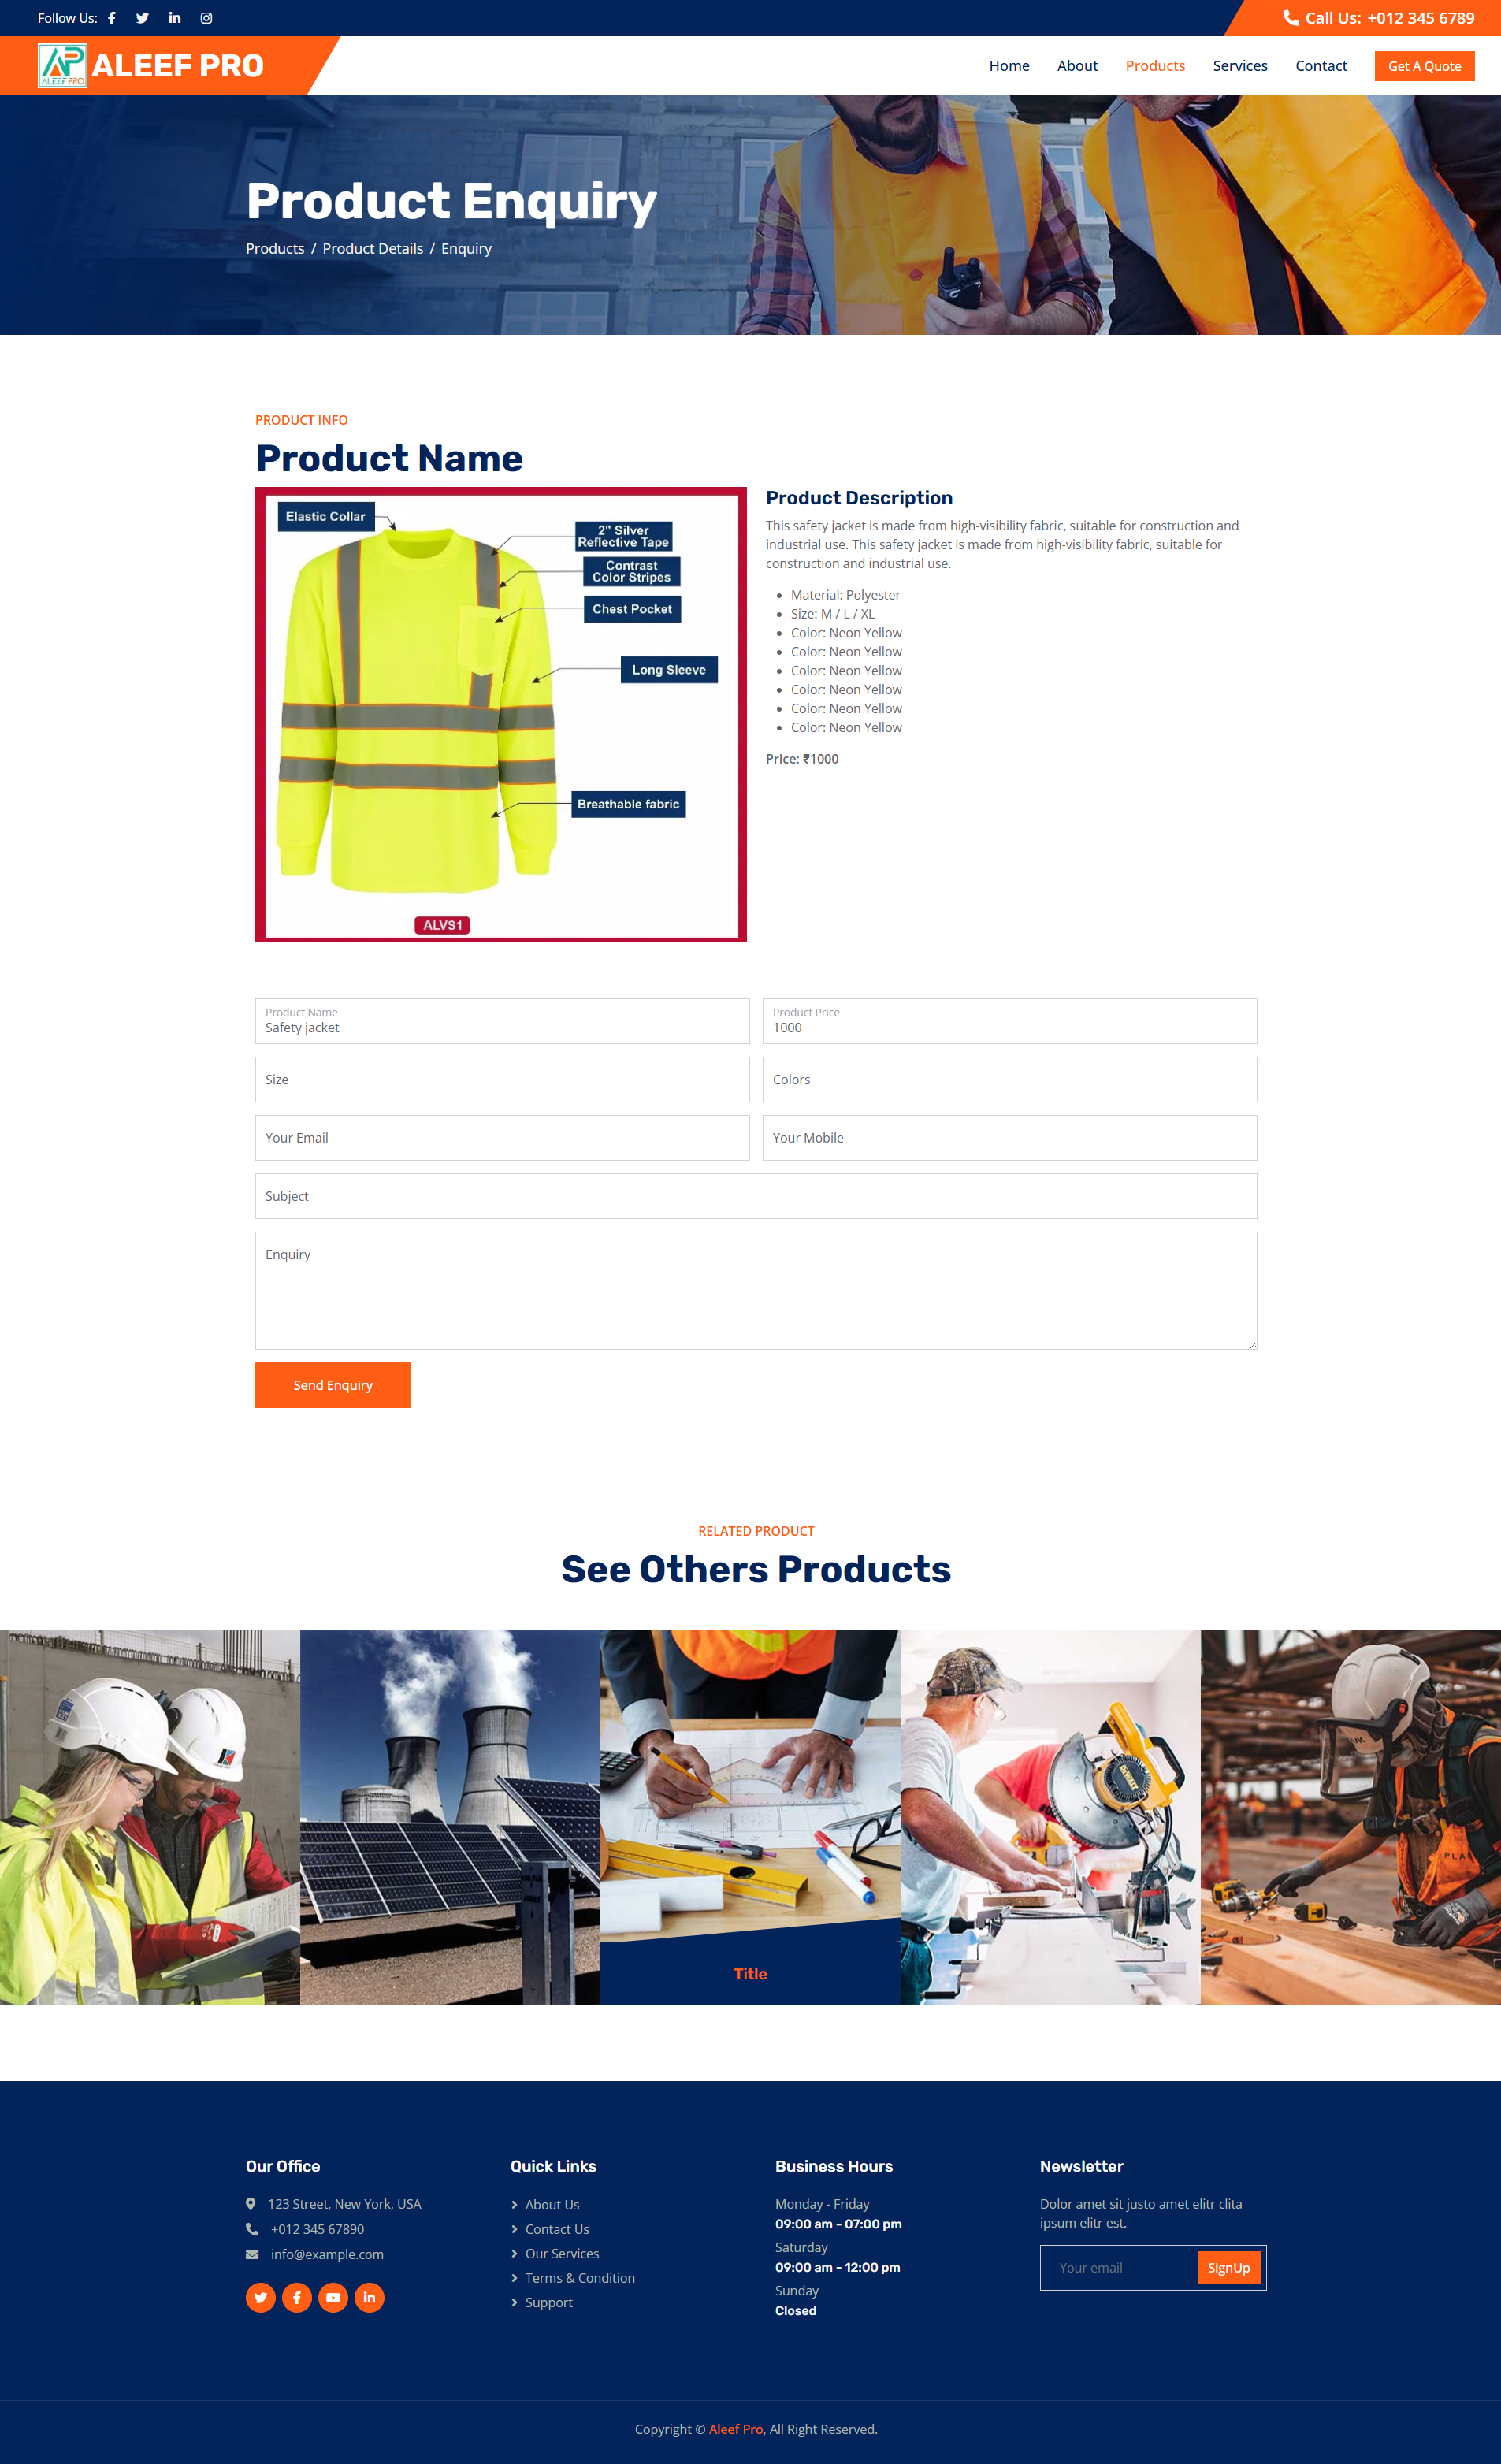 Follow Us:
Call Us: +012 345 6789
AP
ALEEF PRO
ALEEF PRO
Home About Products Services Contact Get A Quote
Product Enquiry
Products / Product Details / Enquiry
PRODUCT INFO
Product Name
Elastic Collar
2" Silver
Reflective Tape
Contrast
Color Stripes
Chest Pocket
Long Sleeve
Breathable fabric
ALVS1
Product Description
This safety jacket is made from high-visibility fabric, suitable for construction and
industrial use. This safety jacket is made from high-visibility fabric, suitable for
construction and industrial use.
Material: Polyester
Size: M / L / XL
Color: Neon Yellow
Color: Neon Yellow
Color: Neon Yellow
Color: Neon Yellow
Color: Neon Yellow
Color: Neon Yellow
Price: ₹1000
Product Name
Safety jacket
Product Price
1000
Size
Colors
Your Email
Your Mobile
Subject
Enquiry
Send Enquiry
RELATED PRODUCT
See Others Products
DEWALT
PLAN
Title
Our Office
123 Street, New York, USA
+012 345 67890
info@example.com
Quick Links
About Us
Contact Us
Our Services
Terms & Condition
Support
Business Hours
Monday - Friday
09:00 am - 07:00 pm
Saturday
09:00 am - 12:00 pm
Sunday
Closed
Newsletter
Dolor amet sit justo amet elitr clita
ipsum elitr est.
Your email
SignUp
Copyright © Aleef Pro, All Right Reserved.